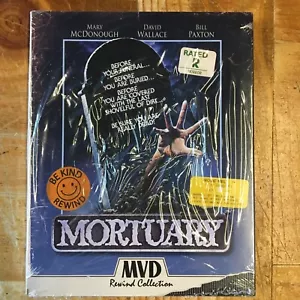 MARY
McDONOUGH
DAVID
WALLACE
BILL
PAXTON
RATED
R
BEFORE
YOUR FUNERAL...
BEFORE
YOU ARE BURIED...
BEFORE
YOU ARE COVERED
WITH THE LAST
SHOVELFUL OF DIRT...
BE SURE YOU ARE
REALLY DEAD!
BE KIND
REWIND
MORTUARY
MVD
Rewind Collection